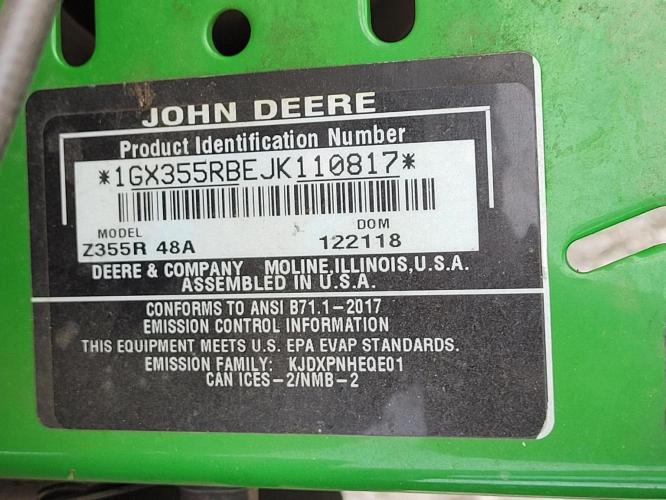 JOHN DEERE
Product Identification Number
*1GX355RBEJK110817*
MODEL DOM
Z355R 48A 122118
DEERE & COMPANY MOLINE,ILLINOIS,U.S.A.
ASSEMBLED IN U.S.A.
CONFORMS TO ANSI B71.1-2017
EMISSION CONTROL INFORMATION
THIS EQUIPMENT MEETS U.S. EPA EVAP STANDARDS.
EMISSION FAMILY: KJDXPNHEQE01
CAN ICES-2/NMB-2